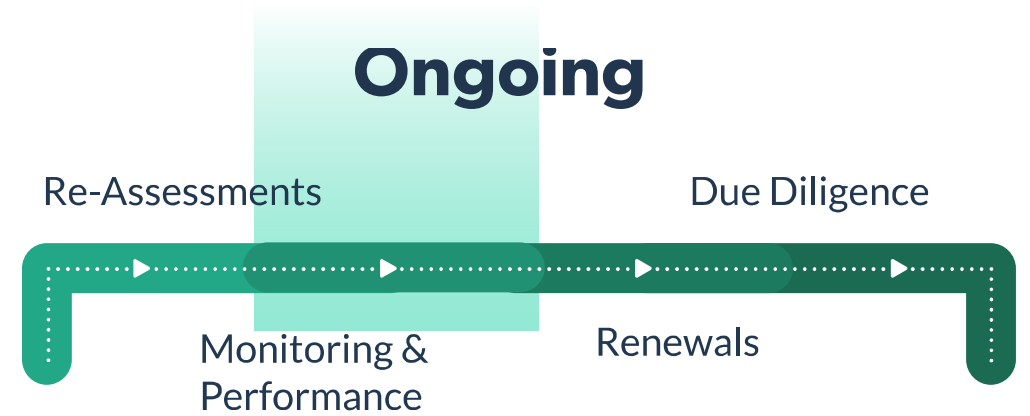 Ongoing
Re-Assessments
Due Diligence
Monitoring &
Performance
Renewals